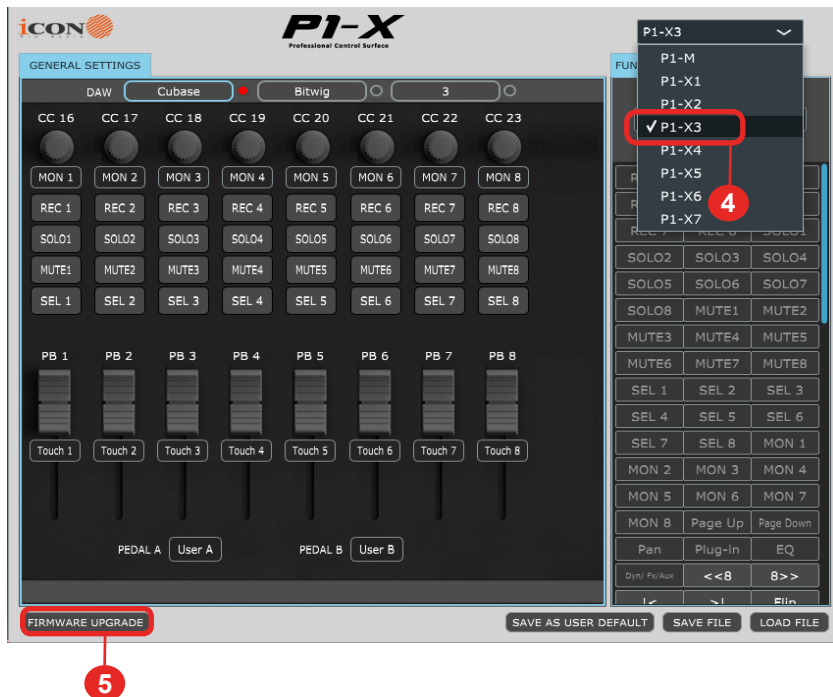 icon
P1-X
Professional Control Surface
P1-X3
GENERAL SETTINGS
FUN
P1-M
P1-X1
P1-X2
✓ P1-X3
P1-X4
P1-X5
P1-X6
P1-X7
4
DAW Cubase Bitwig 3
CC 16 CC 17 CC 18 CC 19 CC 20 CC 21 CC 22 CC 23
MON 1 MON 2 MON 3 MON 4 MON 5 MON 6 MON 7 MON 8
REC 1 REC 2 REC 3 REC 4 REC 5 REC 6 REC 7 REC 8
SOLO1 SOLO2 SOLO3 SOLO4 SOLO5 SOLO6 SOLO7 SOLO8
MUTE1 MUTE2 MUTE3 MUTE4 MUTE5 MUTE6 MUTE7 MUTE8
SEL 1 SEL 2 SEL 3 SEL 4 SEL 5 SEL 6 SEL 7 SEL 8
PB 1 PB 2 PB 3 PB 4 PB 5 PB 6 PB 7 PB 8
Touch 1 Touch 2 Touch 3 Touch 4 Touch 5 Touch 6 Touch 7 Touch 8
PEDAL A User A PEDAL B User B
REC 7 REC 8 SOLO1
SOLO2 SOLO3 SOLO4
SOLO5 SOLO6 SOLO7
SOLO8 MUTE1 MUTE2
MUTE3 MUTE4 MUTE5
MUTE6 MUTE7 MUTE8
SEL 1 SEL 2 SEL 3
SEL 4 SEL 5 SEL 6
SEL 7 SEL 8 MON 1
MON 2 MON 3 MON 4
MON 5 MON 6 MON 7
MON 8 Page Up Page Down
Pan Plug-in EQ
Dyn/ Fx/Aux <<8 8>>
|< >| Flip
FIRMWARE UPGRADE SAVE AS USER DEFAULT SAVE FILE LOAD FILE
5